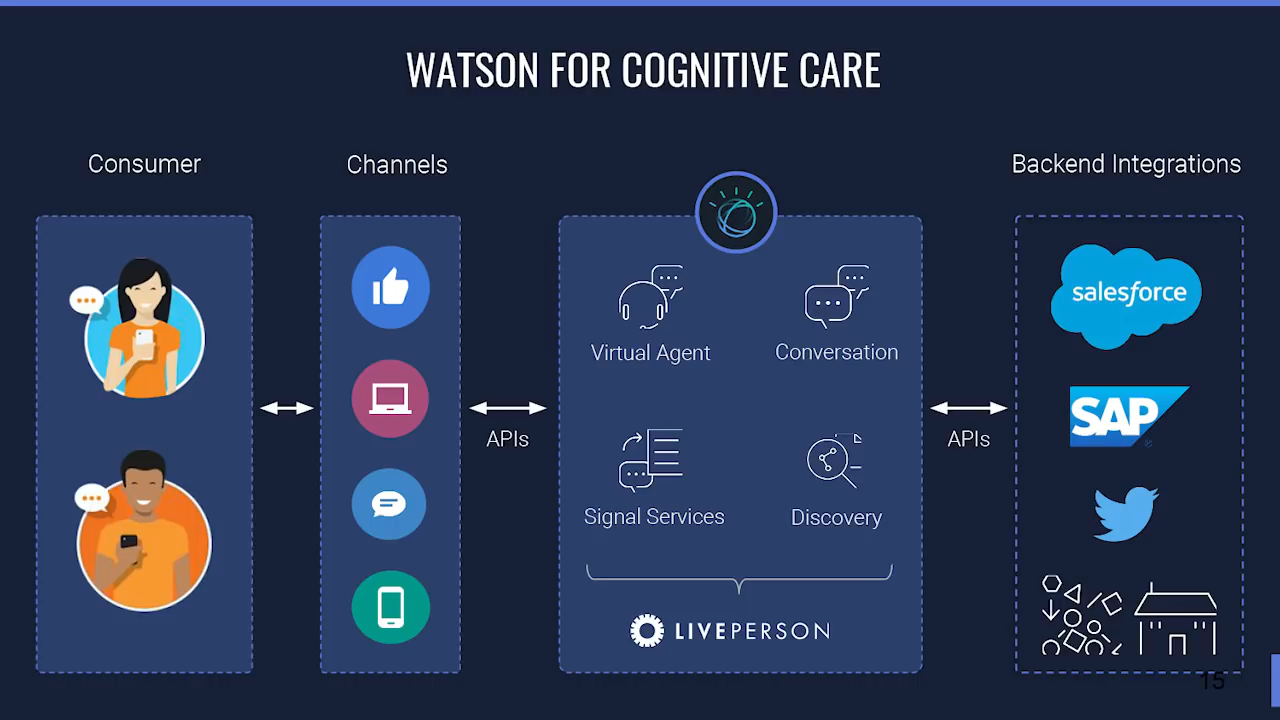 WATSON FOR COGNITIVE CARE
Consumer
Channels
Backend Integrations
salesforce
Virtual Agent
Conversation
SAP
APIs
APIs
Signal Services
Discovery
LIVEPERSON
15